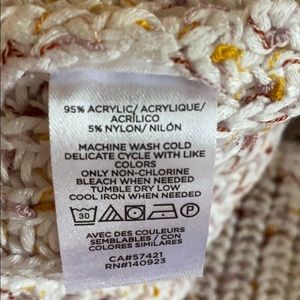 95% ACRYLIC/ ACRYLIQUE/
ACRÍLICO
5% NYLON/ NILÓN
MACHINE WASH COLD
DELICATE CYCLE WITH LIKE
COLORS
ONLY NON-CHLORINE
BLEACH WHEN NEEDED
TUMBLE DRY LOW
COOL IRON WHEN NEEDED
30
AVEC DES COULEURS
SEMBLABLES / CON
COLORES SIMILARES
CA#57421
RN#140923